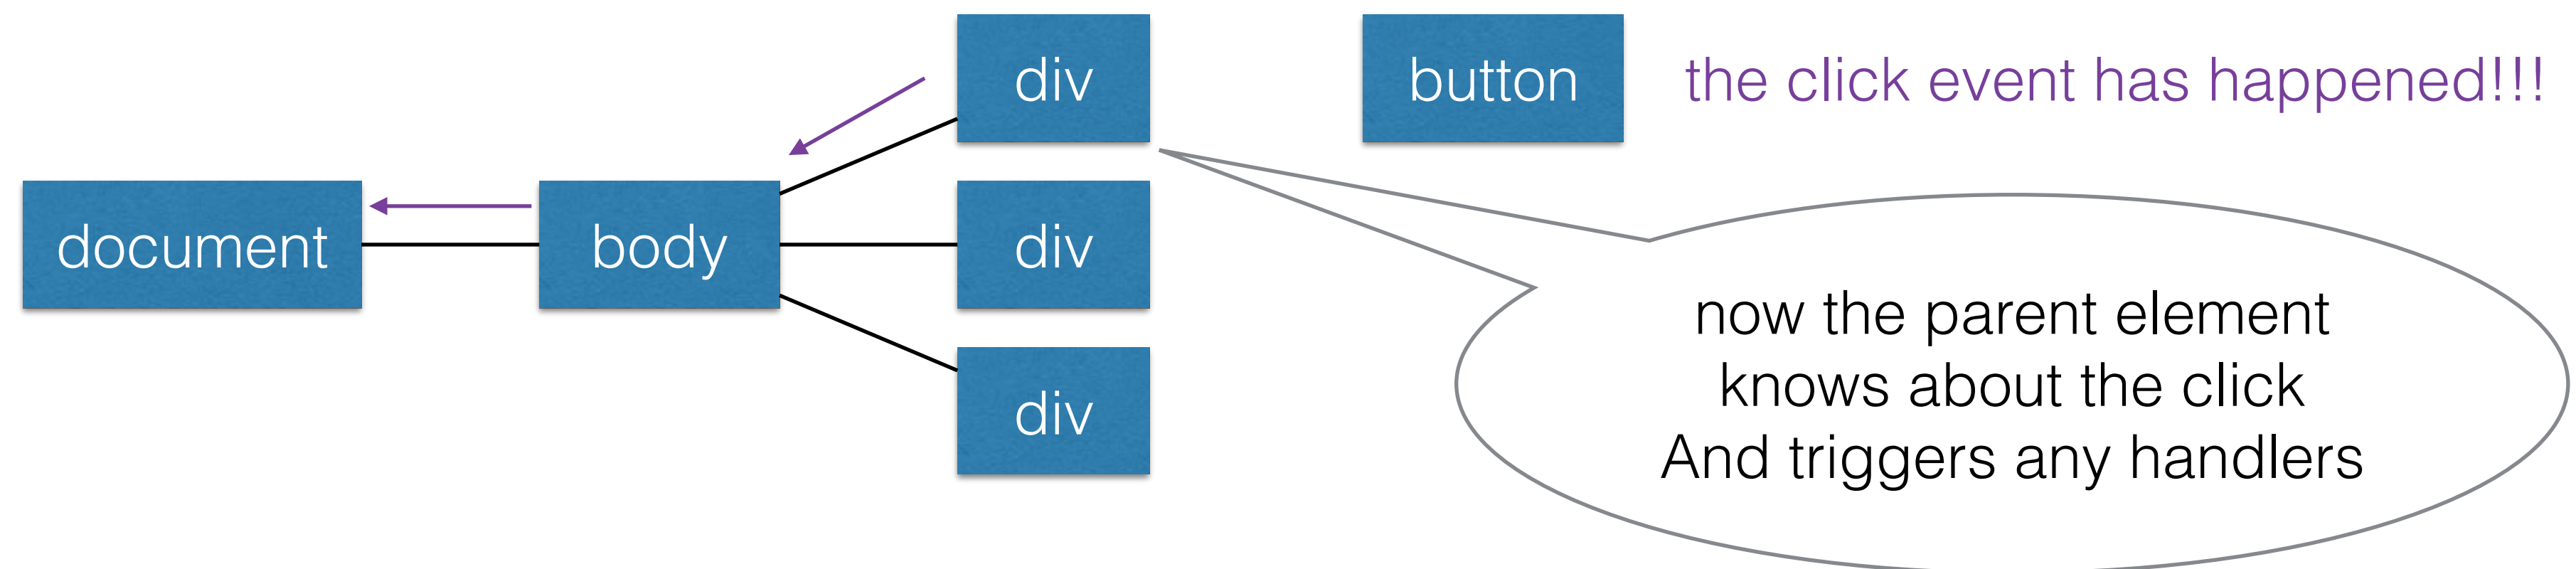 div
button
the click event has happened!!!
document
body
div
div
now the parent element
knows about the click
And triggers any handlers